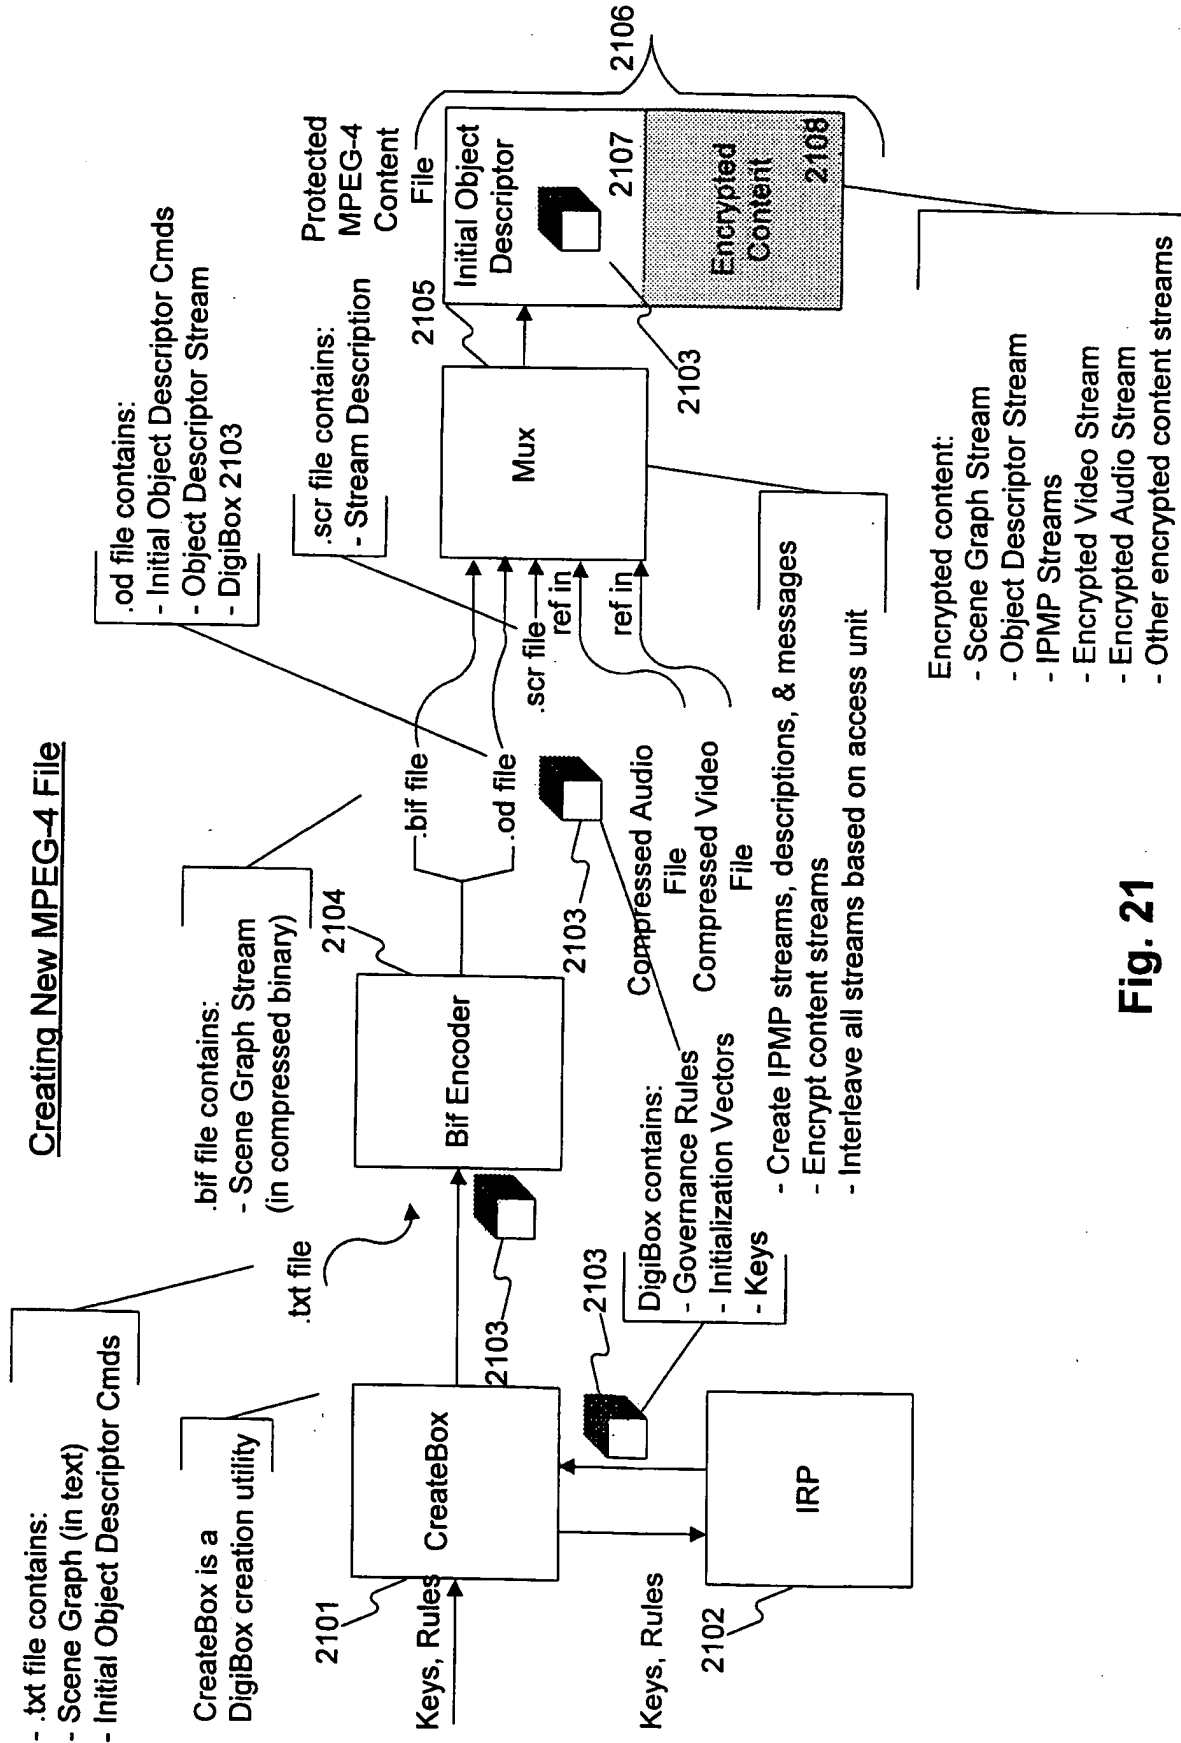 Creating New MPEG-4 File
- .txt file contains:
- Scene Graph (in text)
- Initial Object Descriptor Cmds
CreateBox is a
DigiBox creation utility
.bif file contains:
- Scene Graph Stream
(in compressed binary)
.od file contains:
- Initial Object Descriptor Cmds
- Object Descriptor Stream
- DigiBox 2103
.scr file contains:
- Stream Description
Protected
MPEG-4
Content
File
2101
Keys, Rules
CreateBox
.txt file
2103
2104
Bif Encoder
.bif file
.od file
.scr file
ref in
ref in
2105
Mux
Initial Object
Descriptor
2107
Encrypted
Content
2108
2106
2103
2103
Compressed Audio
File
Compressed Video
File
Keys, Rules
2102
IRP
2103
DigiBox contains:
- Governance Rules
- Initialization Vectors
- Keys
- Create IPMP streams, descriptions, & messages
- Encrypt content streams
- Interleave all streams based on access unit
Encrypted content:
- Scene Graph Stream
- Object Descriptor Stream
- IPMP Streams
- Encrypted Video Stream
- Encrypted Audio Stream
- Other encrypted content streams
Fig. 21